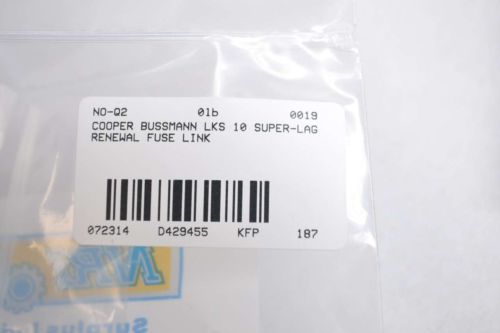 NO-Q2 01b 0019
COOPER BUSSMANN LKS 10 SUPER-LAG
RENEWAL FUSE LINK
072314 D429455 KFP 187